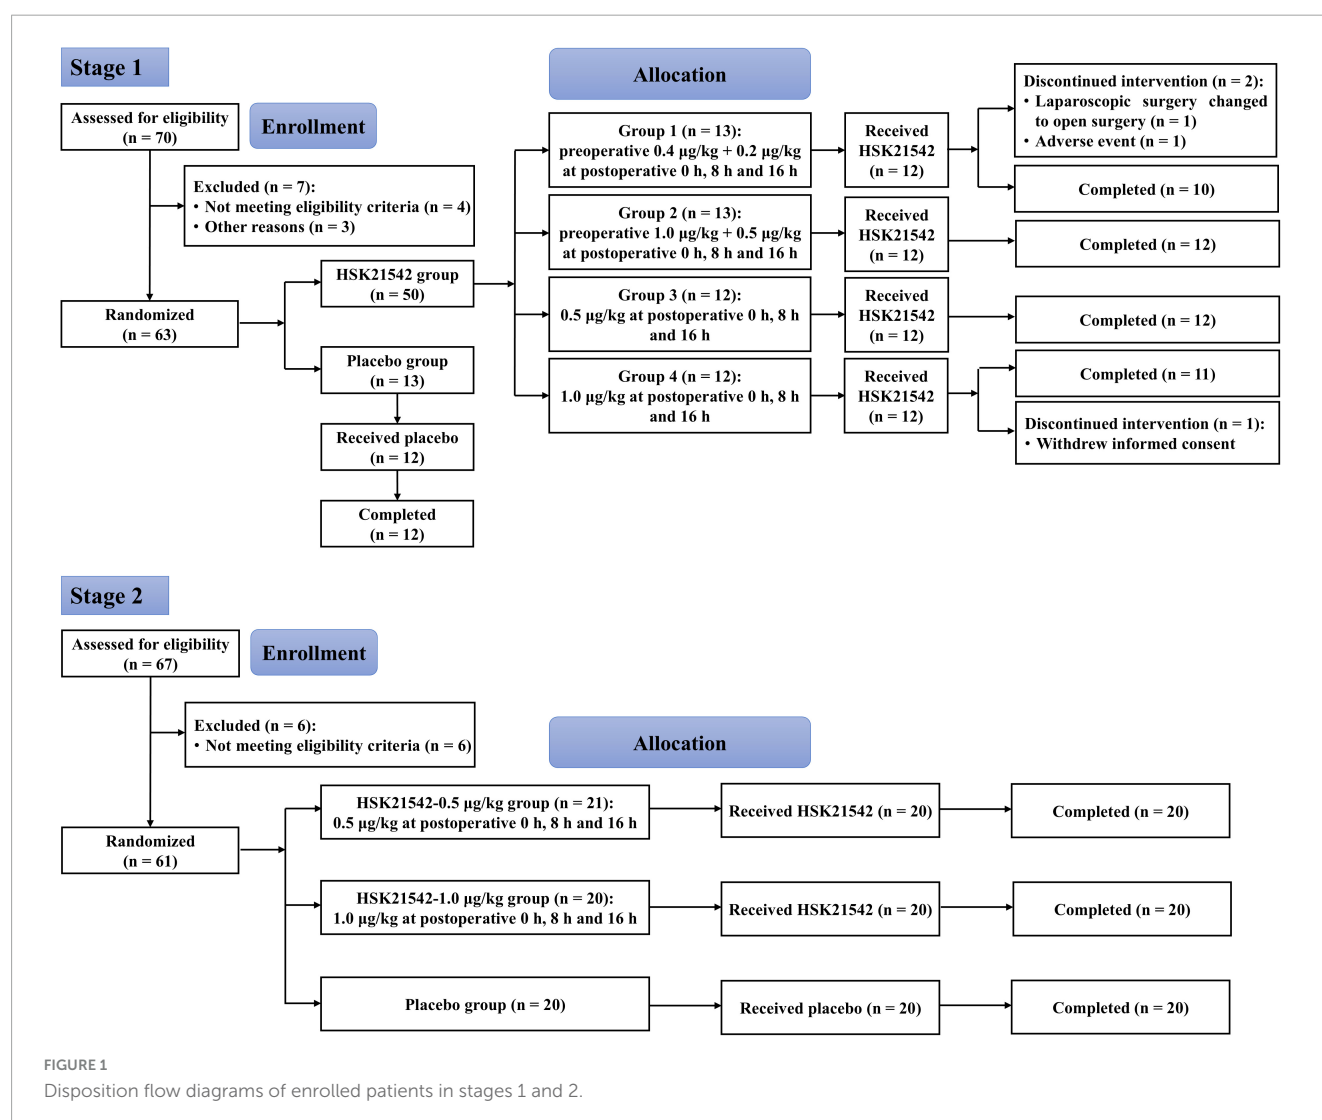 Stage 1
Assessed for eligibility
(n = 70)
Enrollment
Excluded (n = 7):
• Not meeting eligibility criteria (n = 4)
• Other reasons (n = 3)
Randomized
(n = 63)
HSK21542 group
(n = 50)
Placebo group
(n = 13)
Received placebo
(n = 12)
Completed
(n = 12)
Allocation
Group 1 (n = 13):
preoperative 0.4 μg/kg + 0.2 μg/kg
at postoperative 0 h, 8 h and 16 h
Received
HSK21542
(n = 12)
Discontinued intervention (n = 2):
• Laparoscopic surgery changed
to open surgery (n = 1)
• Adverse event (n = 1)
Completed (n = 10)
Group 2 (n = 13):
preoperative 1.0 μg/kg + 0.5 μg/kg
at postoperative 0 h, 8 h and 16 h
Received
HSK21542
(n = 12)
Completed (n = 12)
Group 3 (n = 12):
0.5 μg/kg at postoperative 0 h, 8 h
and 16 h
Received
HSK21542
(n = 12)
Completed (n = 12)
Group 4 (n = 12):
1.0 μg/kg at postoperative 0 h, 8 h
and 16 h
Received
HSK21542
(n = 12)
Completed (n = 11)
Discontinued intervention (n = 1):
• Withdrew informed consent
Stage 2
Assessed for eligibility
(n = 67)
Enrollment
Excluded (n = 6):
• Not meeting eligibility criteria (n = 6)
Randomized
(n = 61)
Allocation
HSK21542-0.5 μg/kg group (n = 21):
0.5 μg/kg at postoperative 0 h, 8 h and 16 h
Received HSK21542 (n = 20)
Completed (n = 20)
HSK21542-1.0 μg/kg group (n = 20):
1.0 μg/kg at postoperative 0 h, 8 h and 16 h
Received HSK21542 (n = 20)
Completed (n = 20)
Placebo group (n = 20)
Received placebo (n = 20)
Completed (n = 20)
FIGURE 1
Disposition flow diagrams of enrolled patients in stages 1 and 2.